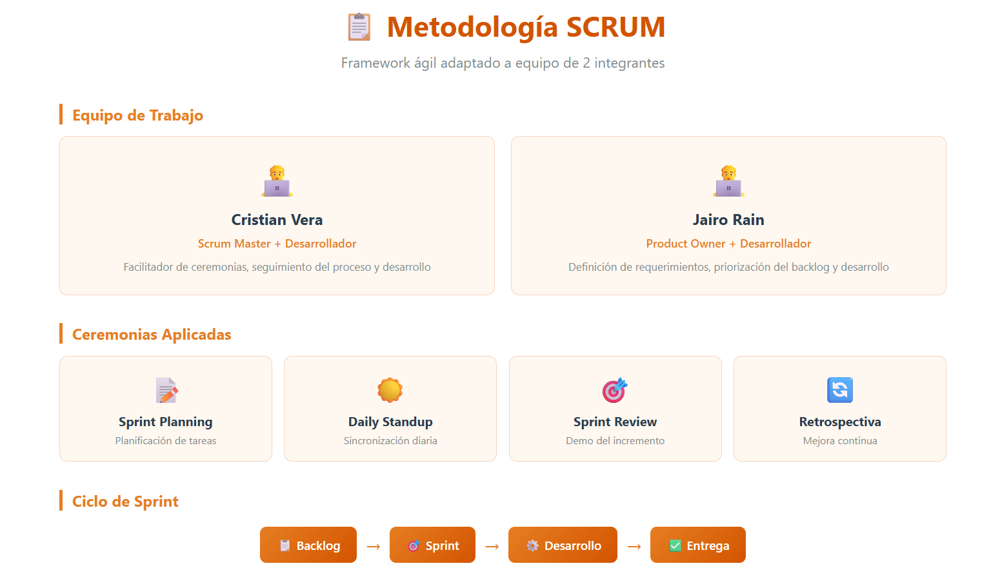 Metodología SCRUM
Framework ágil adaptado a equipo de 2 integrantes
Equipo de Trabajo
Cristian Vera
Scrum Master + Desarrollador
Facilitador de ceremonias, seguimiento del proceso y desarrollo
Jairo Rain
Product Owner + Desarrollador
Definición de requerimientos, priorización del backlog y desarrollo
Ceremonias Aplicadas
Sprint Planning
Planificación de tareas
Daily Standup
Sincronización diaria
Sprint Review
Demo del incremento
Retrospectiva
Mejora continua
Ciclo de Sprint
Backlog → Sprint → Desarrollo → Entrega